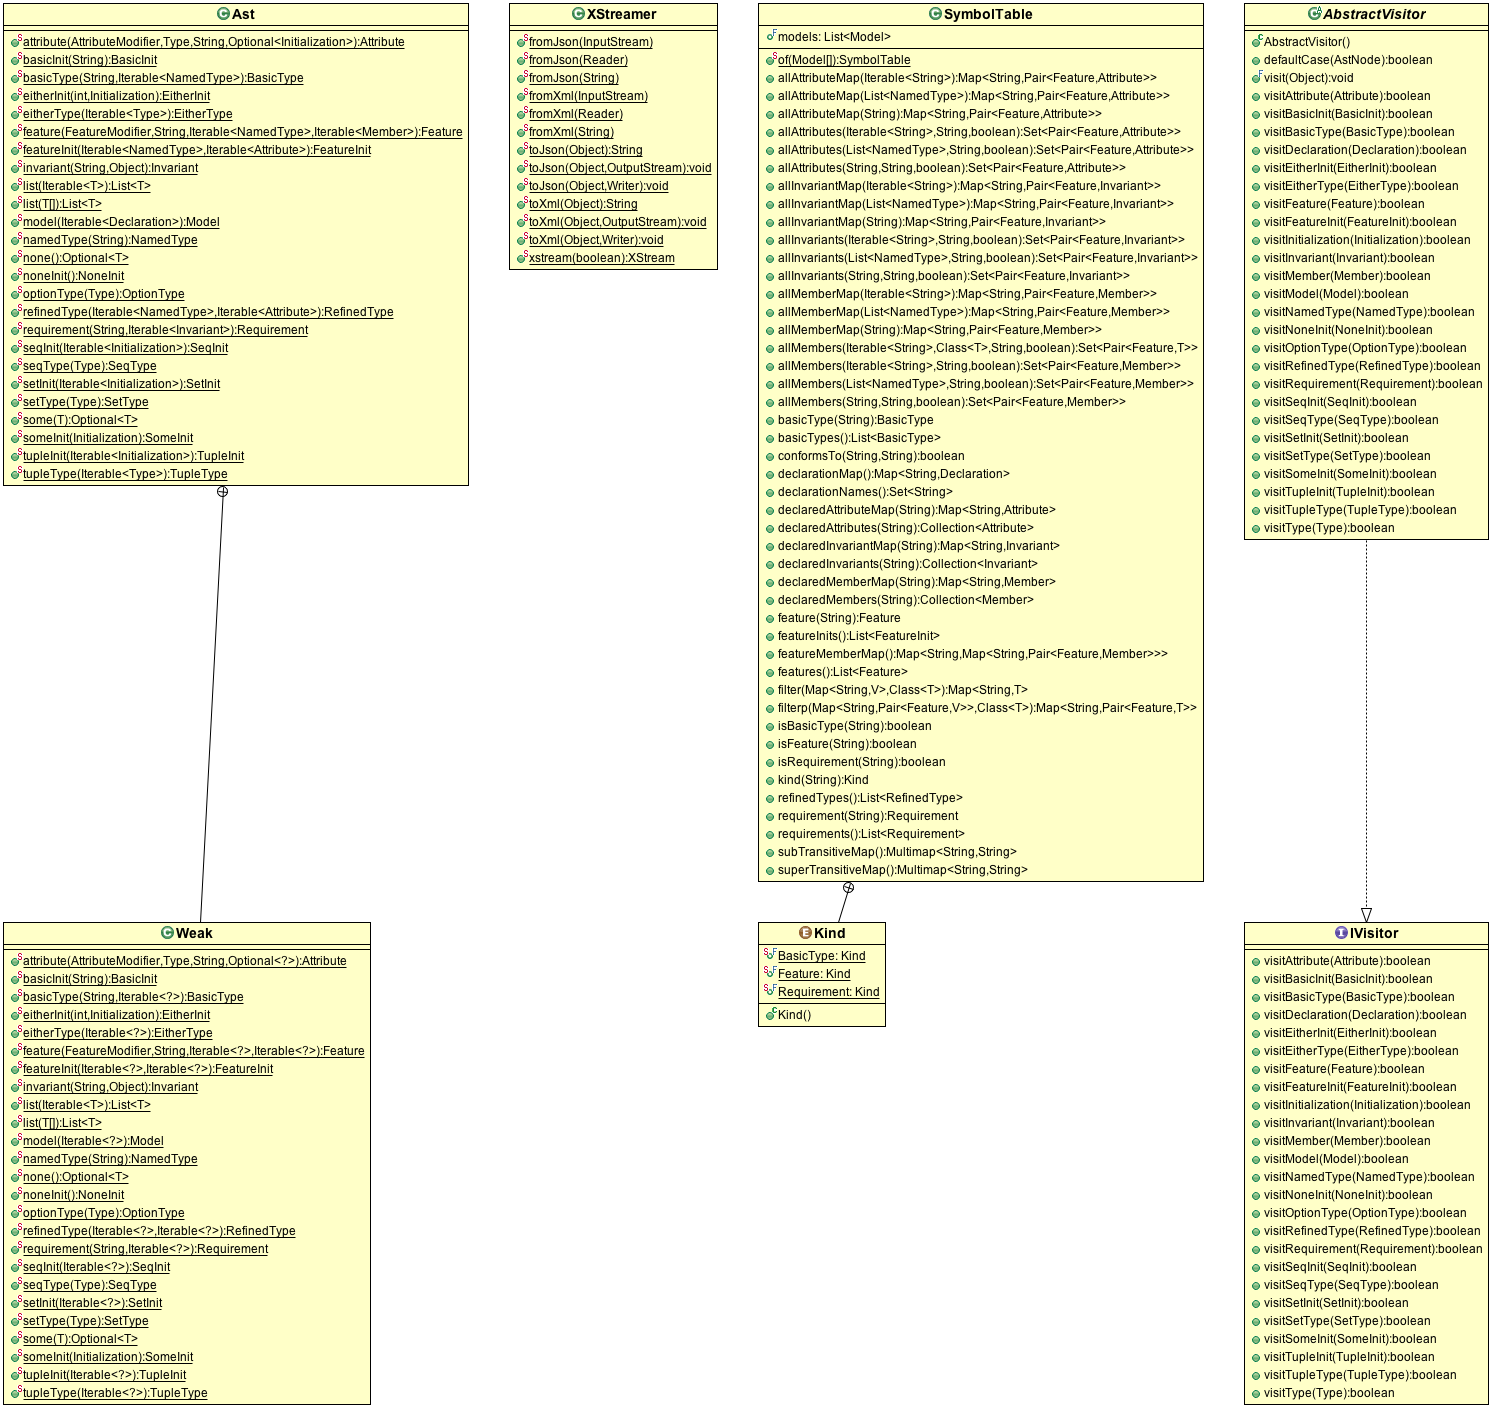 Ast
attribute(AttributeModifier,Type,String,Optional<Initialization>):Attribute
basicInit(String):BasicInit
basicType(String,Iterable<NamedType>):BasicType
eitherInit(int,Initialization):EitherInit
eitherType(Iterable<Type>):EitherType
feature(FeatureModifier,String,Iterable<NamedType>,Iterable<Member>):Feature
featureInit(Iterable<NamedType>,Iterable<Attribute>):FeatureInit
invariant(String,Object):Invariant
list(Iterable<T>):List<T>
list(T[]):List<T>
model(Iterable<Declaration>):Model
namedType(String):NamedType
none():Optional<T>
noneInit():NoneInit
optionType(Type):OptionType
refinedType(Iterable<NamedType>,Iterable<Attribute>):RefinedType
requirement(String,Iterable<Invariant>):Requirement
seqInit(Iterable<Initialization>):SeqInit
seqType(Type):SeqType
setInit(Iterable<Initialization>):SetInit
setType(Type):SetType
some(T):Optional<T>
someInit(Initialization):SomeInit
tupleInit(Iterable<Initialization>):TupleInit
tupleType(Iterable<Type>):TupleType
XStreamer
fromJson(InputStream)
fromJson(Reader)
fromJson(String)
fromXml(InputStream)
fromXml(Reader)
fromXml(String)
toJson(Object):String
toJson(Object,OutputStream):void
toJson(Object,Writer):void
toXml(Object):String
toXml(Object,OutputStream):void
toXml(Object,Writer):void
xstream(boolean):XStream
SymbolTable
models: List<Model>
of(Model[]):SymbolTable
allAttributeMap(Iterable<String>):Map<String,Pair<Feature,Attribute>>
allAttributeMap(List<NamedType>):Map<String,Pair<Feature,Attribute>>
allAttributeMap(String):Map<String,Pair<Feature,Attribute>>
allAttributes(Iterable<String>,String,boolean):Set<Pair<Feature,Attribute>>
allAttributes(List<NamedType>,String,boolean):Set<Pair<Feature,Attribute>>
allAttributes(String,String,boolean):Set<Pair<Feature,Attribute>>
allInvariantMap(Iterable<String>):Map<String,Pair<Feature,Invariant>>
allInvariantMap(List<NamedType>):Map<String,Pair<Feature,Invariant>>
allInvariantMap(String):Map<String,Pair<Feature,Invariant>>
allInvariants(Iterable<String>,String,boolean):Set<Pair<Feature,Invariant>>
allInvariants(List<NamedType>,String,boolean):Set<Pair<Feature,Invariant>>
allInvariants(String,String,boolean):Set<Pair<Feature,Invariant>>
allMemberMap(Iterable<String>):Map<String,Pair<Feature,Member>>
allMemberMap(List<NamedType>):Map<String,Pair<Feature,Member>>
allMemberMap(String):Map<String,Pair<Feature,Member>>
allMembers(Iterable<String>,Class<T>,String,boolean):Set<Pair<Feature,T>>
allMembers(Iterable<String>,String,boolean):Set<Pair<Feature,Member>>
allMembers(List<NamedType>,String,boolean):Set<Pair<Feature,Member>>
allMembers(String,String,boolean):Set<Pair<Feature,Member>>
basicType(String):BasicType
basicTypes():List<BasicType>
conformsTo(String,String):boolean
declarationMap():Map<String,Declaration>
declarationNames():Set<String>
declaredAttributeMap(String):Map<String,Attribute>
declaredAttributes(String):Collection<Attribute>
declaredInvariantMap(String):Map<String,Invariant>
declaredInvariants(String):Collection<Invariant>
declaredMemberMap(String):Map<String,Member>
declaredMembers(String):Collection<Member>
feature(String):Feature
featureInits():List<FeatureInit>
featureMemberMap():Map<String,Map<String,Pair<Feature,Member>>>
features():List<Feature>
filter(Map<String,V>,Class<T>):Map<String,T>
filterp(Map<String,Pair<Feature,V>>,Class<T>):Map<String,Pair<Feature,T>>
isBasicType(String):boolean
isFeature(String):boolean
isRequirement(String):boolean
kind(String):Kind
refinedTypes():List<RefinedType>
requirement(String):Requirement
requirements():List<Requirement>
subTransitiveMap():Multimap<String,String>
superTransitiveMap():Multimap<String,String>
AbstractVisitor
AbstractVisitor()
defaultCase(AstNode):boolean
visit(Object):void
visitAttribute(Attribute):boolean
visitBasicInit(BasicInit):boolean
visitBasicType(BasicType):boolean
visitDeclaration(Declaration):boolean
visitEitherInit(EitherInit):boolean
visitEitherType(EitherType):boolean
visitFeature(Feature):boolean
visitFeatureInit(FeatureInit):boolean
visitInitialization(Initialization):boolean
visitInvariant(Invariant):boolean
visitMember(Member):boolean
visitModel(Model):boolean
visitNamedType(NamedType):boolean
visitNoneInit(NoneInit):boolean
visitOptionType(OptionType):boolean
visitRefinedType(RefinedType):boolean
visitRequirement(Requirement):boolean
visitSeqInit(SeqInit):boolean
visitSeqType(SeqType):boolean
visitSetInit(SetInit):boolean
visitSetType(SetType):boolean
visitSomeInit(SomeInit):boolean
visitTupleInit(TupleInit):boolean
visitTupleType(TupleType):boolean
visitType(Type):boolean
Weak
attribute(AttributeModifier,Type,String,Optional<?>):Attribute
basicInit(String):BasicInit
basicType(String,Iterable<?>):BasicType
eitherInit(int,Initialization):EitherInit
eitherType(Iterable<?>):EitherType
feature(FeatureModifier,String,Iterable<?>,Iterable<?>):Feature
featureInit(Iterable<?>,Iterable<?>):FeatureInit
invariant(String,Object):Invariant
list(Iterable<T>):List<T>
list(T[]):List<T>
model(Iterable<?>):Model
namedType(String):NamedType
none():Optional<T>
noneInit():NoneInit
optionType(Type):OptionType
refinedType(Iterable<?>,Iterable<?>):RefinedType
requirement(String,Iterable<?>):Requirement
seqInit(Iterable<?>):SeqInit
seqType(Type):SeqType
setInit(Iterable<?>):SetInit
setType(Type):SetType
some(T):Optional<T>
someInit(Initialization):SomeInit
tupleInit(Iterable<?>):TupleInit
tupleType(Iterable<?>):TupleType
Kind
BasicType: Kind
Feature: Kind
Requirement: Kind
Kind()
IVisitor
visitAttribute(Attribute):boolean
visitBasicInit(BasicInit):boolean
visitBasicType(BasicType):boolean
visitDeclaration(Declaration):boolean
visitEitherInit(EitherInit):boolean
visitEitherType(EitherType):boolean
visitFeature(Feature):boolean
visitFeatureInit(FeatureInit):boolean
visitInitialization(Initialization):boolean
visitInvariant(Invariant):boolean
visitMember(Member):boolean
visitModel(Model):boolean
visitNamedType(NamedType):boolean
visitNoneInit(NoneInit):boolean
visitOptionType(OptionType):boolean
visitRefinedType(RefinedType):boolean
visitRequirement(Requirement):boolean
visitSeqInit(SeqInit):boolean
visitSeqType(SeqType):boolean
visitSetInit(SetInit):boolean
visitSetType(SetType):boolean
visitSomeInit(SomeInit):boolean
visitTupleInit(TupleInit):boolean
visitTupleType(TupleType):boolean
visitType(Type):boolean